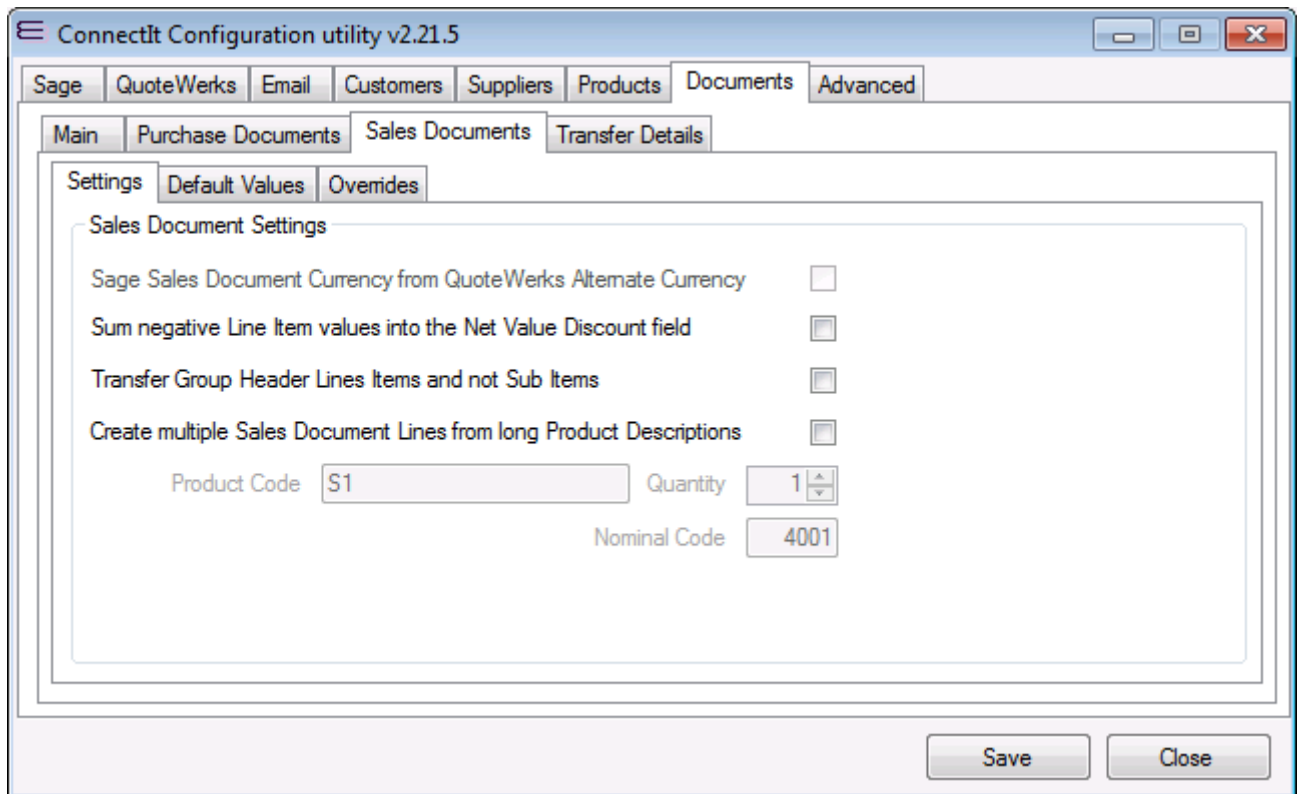 ConnectIt Configuration utility v2.21.5
Sage QuoteWerks Email Customers Suppliers Products Documents Advanced
Main Purchase Documents Sales Documents Transfer Details
Settings Default Values Overrides
Sales Document Settings
Sage Sales Document Currency from QuoteWerks Alternate Currency
Sum negative Line Item values into the Net Value Discount field
Transfer Group Header Lines Items and not Sub Items
Create multiple Sales Document Lines from long Product Descriptions
Product Code S1 Quantity 1
Nominal Code 4001
Save Close